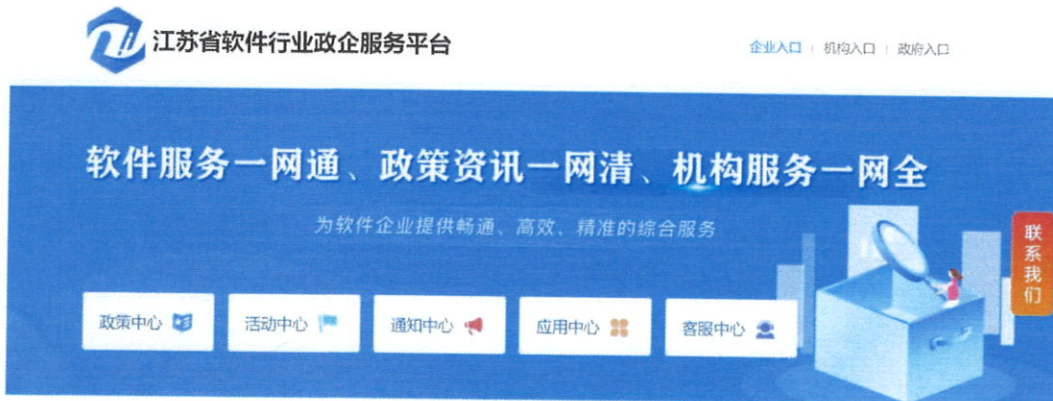 江苏省软件行业政企服务平台
企业入口 | 机构入口 | 政府入口
软件服务一网通、政策资讯一网清、机构服务一网全
为软件企业提供畅通、高效、精准的综合服务
联系我们
政策中心 活动中心 通知中心 应用中心 客服中心